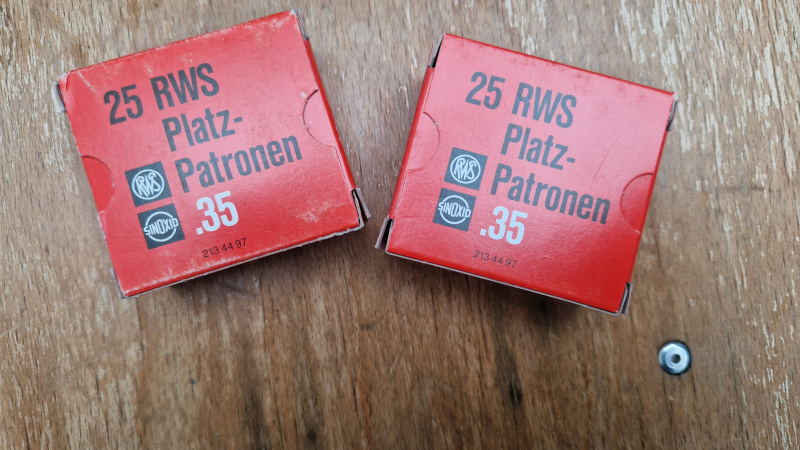 25 RWS
Platz-
Patronen
.35
RWS
SINOXID
213 44 97
25 RWS
Platz-
Patronen
.35
RWS
SINOXID
213 44 97